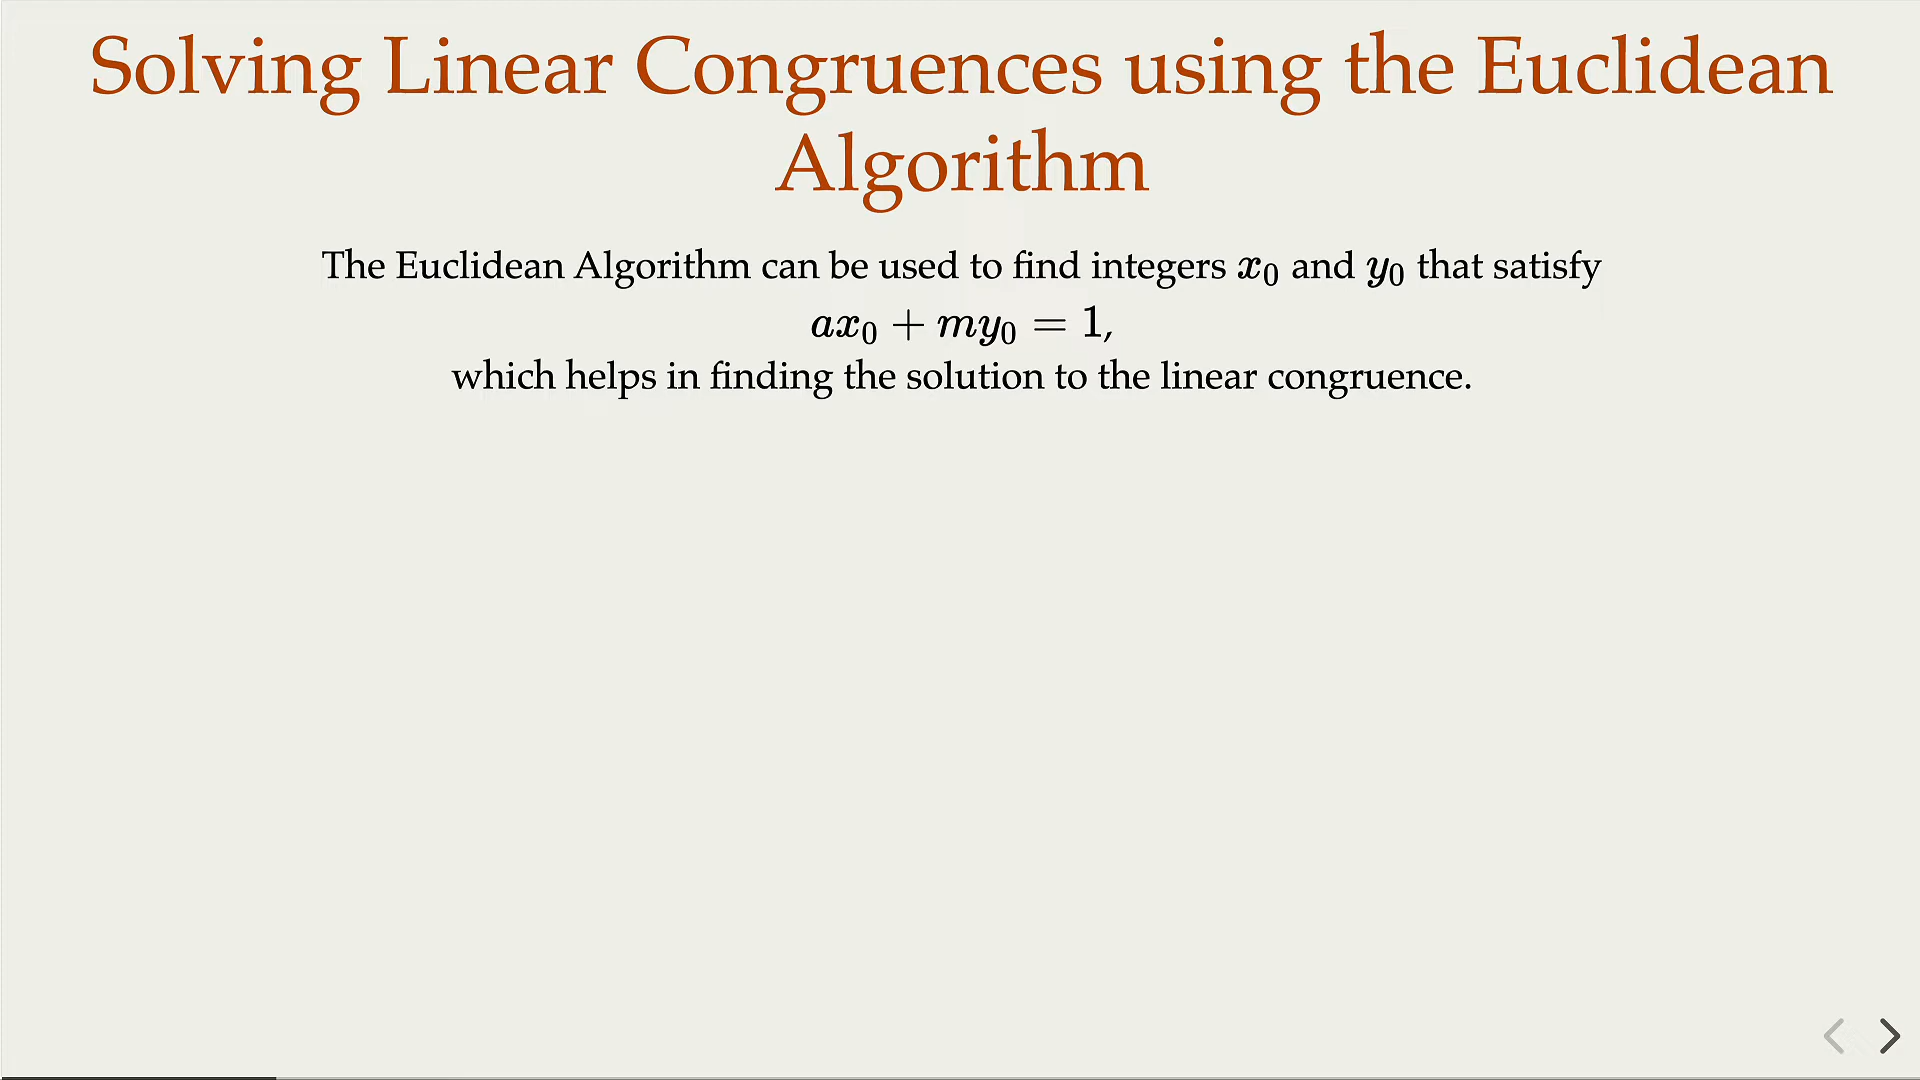 Solving Linear Congruences using the Euclidean
Algorithm
The Euclidean Algorithm can be used to find integers x₀ and y₀ that satisfy
ax₀ + my₀ = 1,
which helps in finding the solution to the linear congruence.